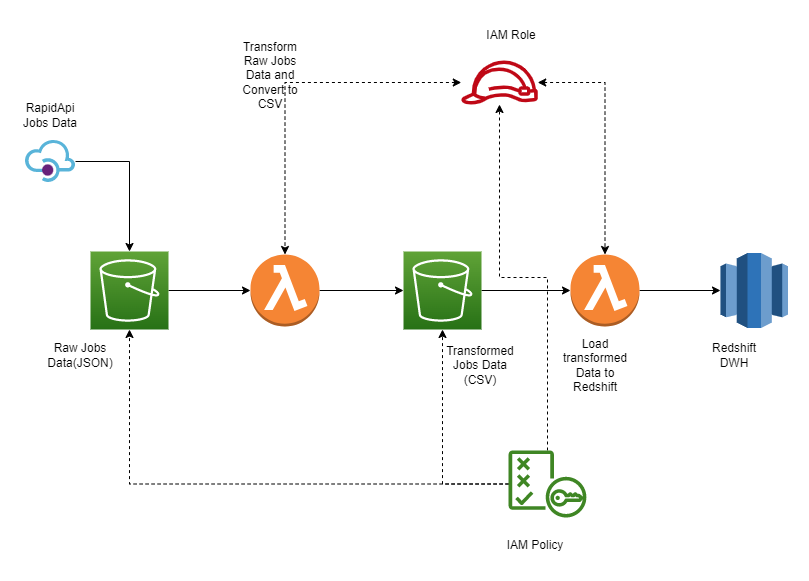 IAM Role
Transform
Raw Jobs
Data and
Convert to
CSV
RapidApi
Jobs Data
Raw Jobs
Data(JSON)
Transformed
Jobs Data
(CSV)
Load
transformed
Data to
Redshift
Redshift
DWH
IAM Policy